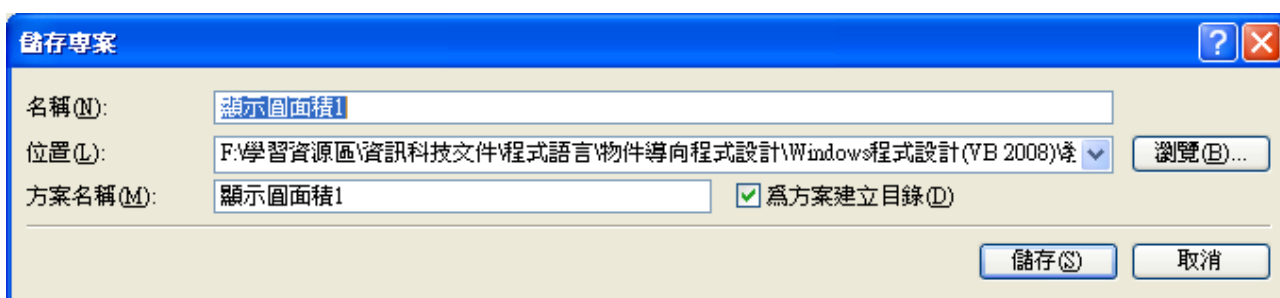 儲存專案
名稱(N):
顯示圓面積1
位置(L):
F:\學習資源區\資訊科技文件\程式語言\物件導向程式設計\Windows程式設計(VB 2008)\
瀏覽(B)...
方案名稱(M):
顯示圓面積1
為方案建立目錄(D)
儲存(S)
取消